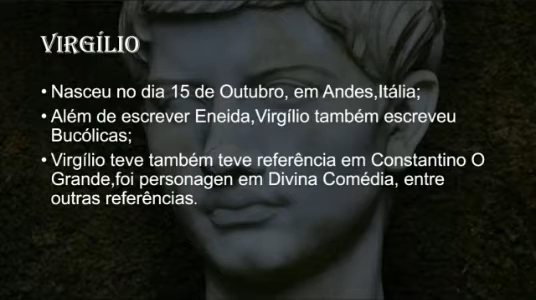 VIRGÍLIO
• Nasceu no dia 15 de Outubro, em Andes,Itália;
• Além de escrever Eneida,Virgílio também escreveu
Bucólicas;
• Virgílio teve também teve referência em Constantino O
Grande,foi personagen em Divina Comédia, entre
outras referências.